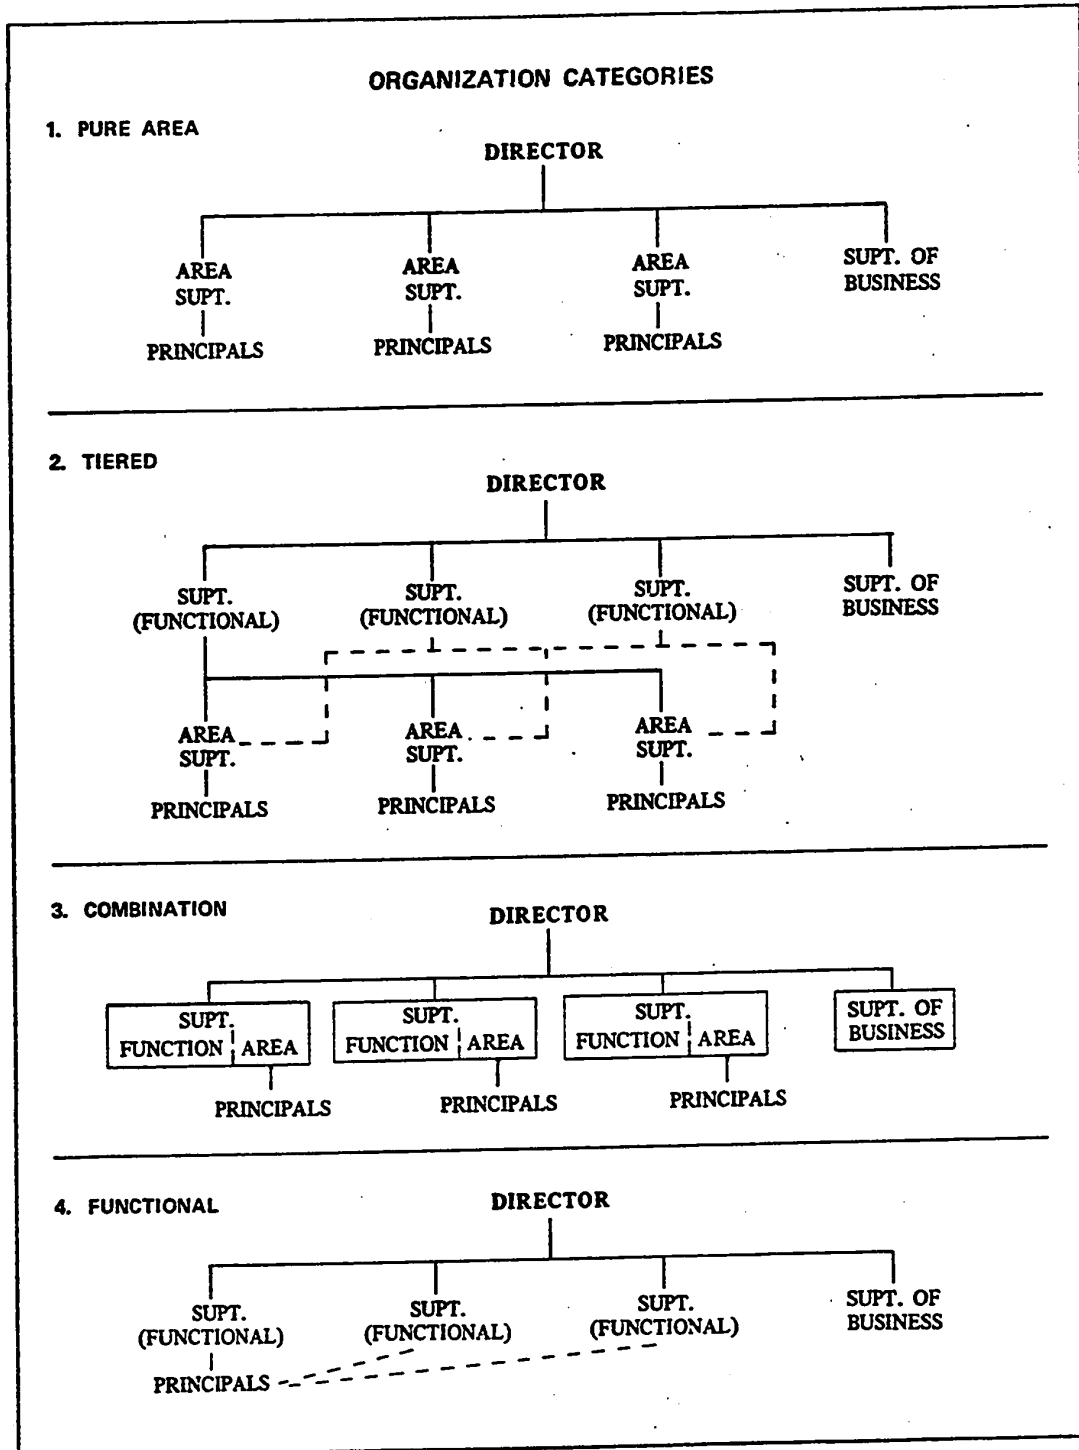 ORGANIZATION CATEGORIES
1. PURE AREA
DIRECTOR
AREA SUPT.
AREA SUPT.
AREA SUPT.
SUPT. OF BUSINESS
PRINCIPALS
PRINCIPALS
PRINCIPALS
2. TIERED
DIRECTOR
SUPT. (FUNCTIONAL)
SUPT. (FUNCTIONAL)
SUPT. (FUNCTIONAL)
SUPT. OF BUSINESS
AREA SUPT.
AREA SUPT.
AREA SUPT.
PRINCIPALS
PRINCIPALS
PRINCIPALS
3. COMBINATION
DIRECTOR
SUPT.
FUNCTION AREA
SUPT.
FUNCTION AREA
SUPT.
FUNCTION AREA
SUPT. OF BUSINESS
PRINCIPALS
PRINCIPALS
PRINCIPALS
4. FUNCTIONAL
DIRECTOR
SUPT. (FUNCTIONAL)
SUPT. (FUNCTIONAL)
SUPT. (FUNCTIONAL)
SUPT. OF BUSINESS
PRINCIPALS